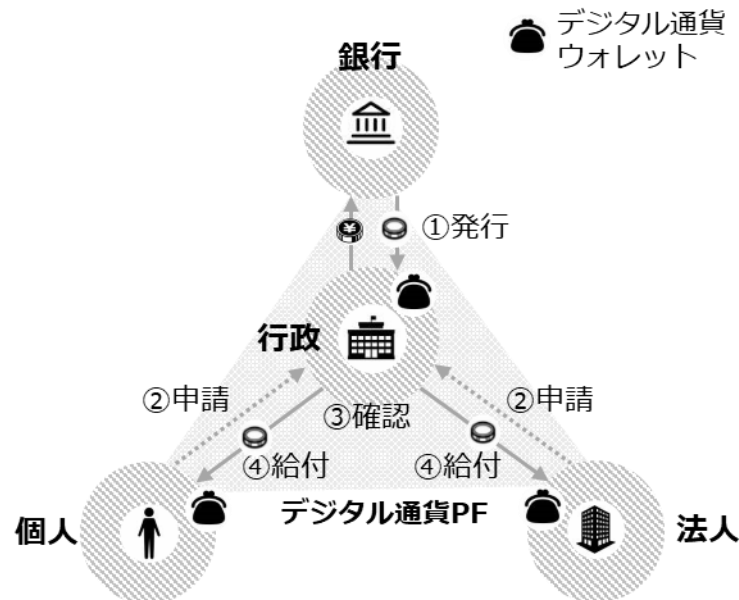 デジタル通貨
ウォレット
銀行
¥
①発行
行政
②申請
②申請
③確認
④給付
④給付
デジタル通貨PF
個人
法人